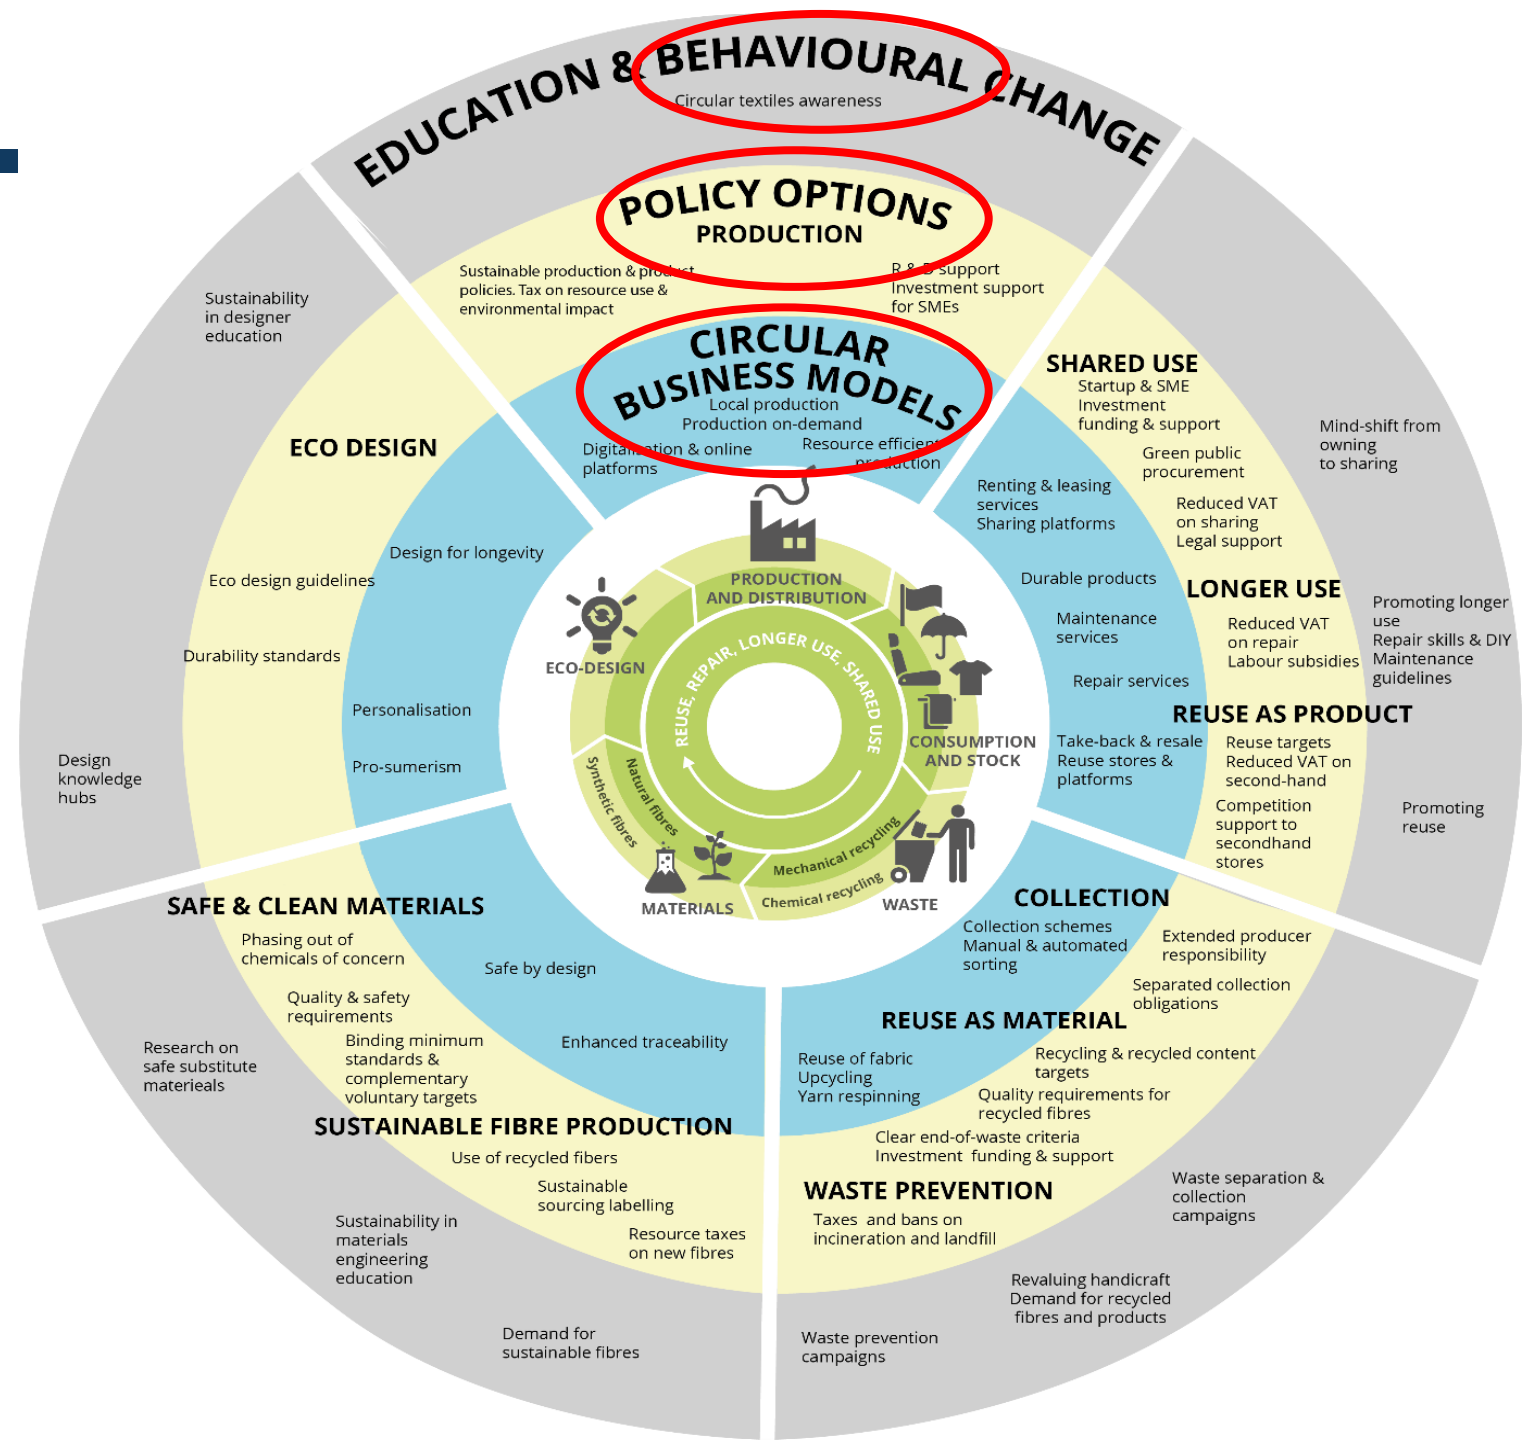 EDUCATION & BEHAVIOURAL CHANGE
Circular textiles awareness
POLICY OPTIONS
PRODUCTION
Sustainable production & product
policies. Tax on resource use &
environmental impact
R & D support
Investment support
for SMEs
CIRCULAR
BUSINESS MODELS
Local production
Production on-demand
Digitalisation & online
platforms
Resource efficient
production
Sustainability
in designer
education
Design
knowledge
hubs
ECO DESIGN
Eco design guidelines
Durability standards
Design for longevity
Personalisation
Pro-sumerism
SHARED USE
Startup & SME
Investment
funding & support
Green public
procurement
Reduced VAT
on sharing
Legal support
Renting & leasing
services
Sharing platforms
Durable products
Maintenance
services
Repair services
Take-back & resale
Reuse stores &
platforms
LONGER USE
Reduced VAT
on repair
Labour subsidies
REUSE AS PRODUCT
Reuse targets
Reduced VAT on
second-hand
Competition
support to
secondhand
stores
Mind-shift from
owning
to sharing
Promoting longer
use
Repair skills & DIY
Maintenance
guidelines
Promoting
reuse
PRODUCTION
AND DISTRIBUTION
ECO-DESIGN
CONSUMPTION
AND STOCK
WASTE
MATERIALS
REUSE, REPAIR, LONGER USE, SHARED USE
Synthetic fibres
Natural fibres
Mechanical recycling
Chemical recycling
SAFE & CLEAN MATERIALS
Phasing out of
chemicals of concern
Quality & safety
requirements
Binding minimum
standards &
complementary
voluntary targets
Safe by design
Enhanced traceability
SUSTAINABLE FIBRE PRODUCTION
Use of recycled fibers
Sustainable
sourcing labelling
Resource taxes
on new fibres
Research on
safe substitute
materieals
Sustainability in
materials
engineering
education
Demand for
sustainable fibres
COLLECTION
Collection schemes
Manual & automated
sorting
Extended producer
responsibility
Separated collection
obligations
REUSE AS MATERIAL
Reuse of fabric
Upcycling
Yarn respinning
Recycling & recycled content
targets
Quality requirements for
recycled fibres
Clear end-of-waste criteria
Investment funding & support
WASTE PREVENTION
Taxes and bans on
incineration and landfill
Waste separation &
collection
campaigns
Revaluing handicraft
Demand for recycled
fibres and products
Waste prevention
campaigns